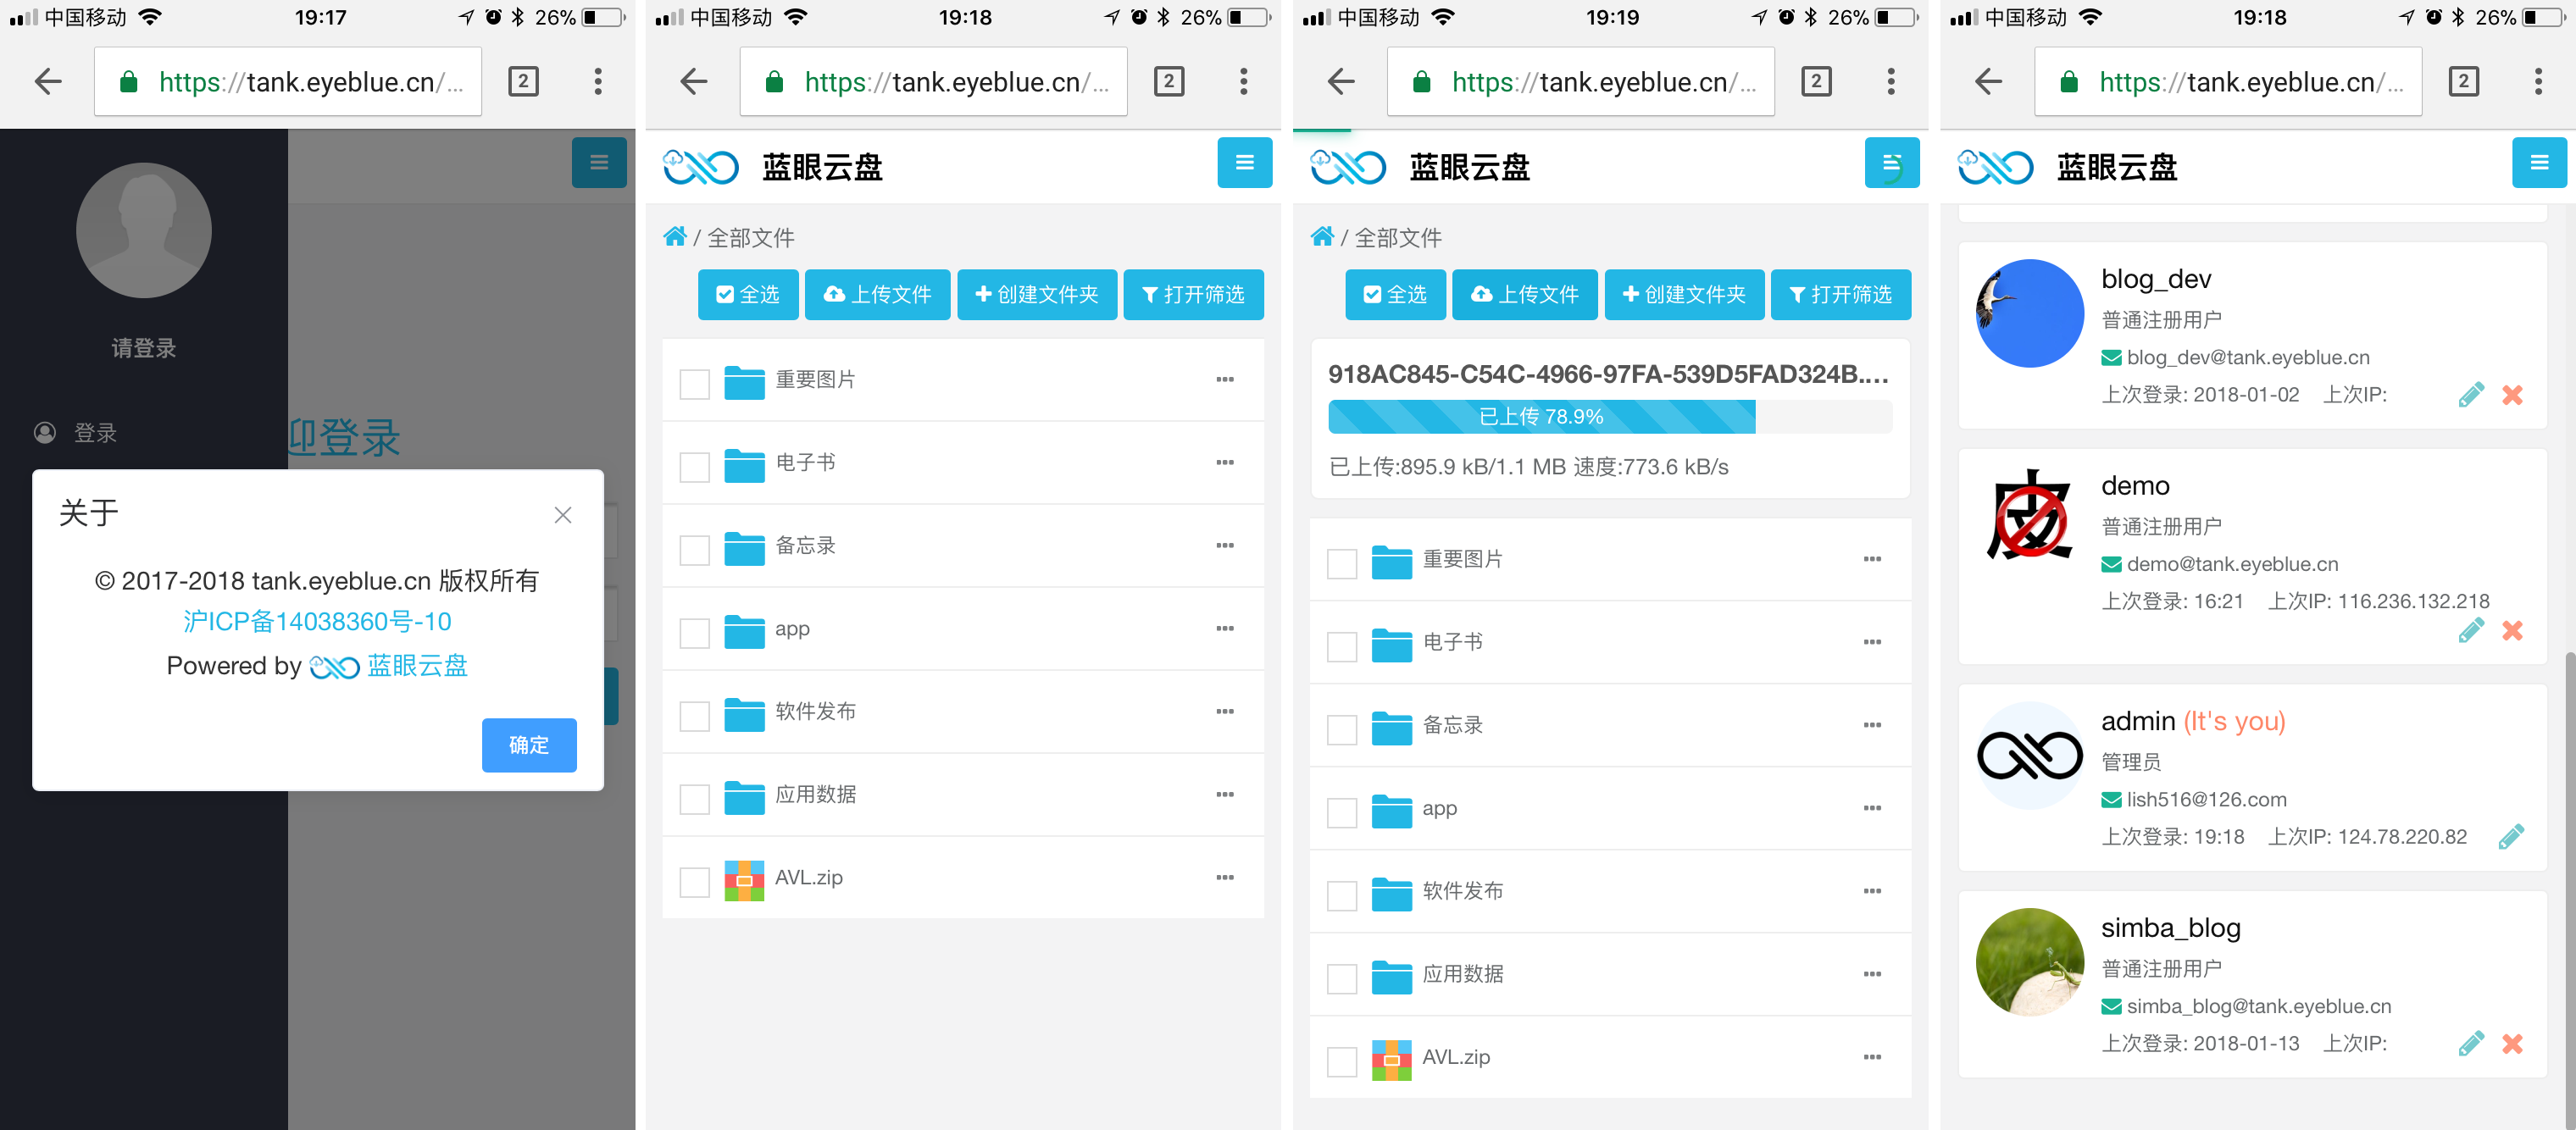 中国移动 19:17 26%
https://tank.eyeblue.cn/... 2
请登录
登录
迎登录
关于
© 2017-2018 tank.eyeblue.cn 版权所有
沪ICP备14038360号-10
Powered by 蓝眼云盘
确定
中国移动 19:18 26%
https://tank.eyeblue.cn/... 2
蓝眼云盘
/ 全部文件
全选 上传文件 创建文件夹 打开筛选
重要图片
电子书
备忘录
app
软件发布
应用数据
AVL.zip
中国移动 19:19 26%
https://tank.eyeblue.cn/... 2
蓝眼云盘
/ 全部文件
全选 上传文件 创建文件夹 打开筛选
918AC845-C54C-4966-97FA-539D5FAD324B....
已上传 78.9%
已上传:895.9 kB/1.1 MB 速度:773.6 kB/s
重要图片
电子书
备忘录
app
软件发布
应用数据
AVL.zip
中国移动 19:18 26%
https://tank.eyeblue.cn/... 2
蓝眼云盘
blog_dev
普通注册用户
blog_dev@tank.eyeblue.cn
上次登录: 2018-01-02 上次IP:
皮
demo
普通注册用户
demo@tank.eyeblue.cn
上次登录: 16:21 上次IP: 116.236.132.218
admin (It's you)
管理员
lish516@126.com
上次登录: 19:18 上次IP: 124.78.220.82
simba_blog
普通注册用户
simba_blog@tank.eyeblue.cn
上次登录: 2018-01-13 上次IP: